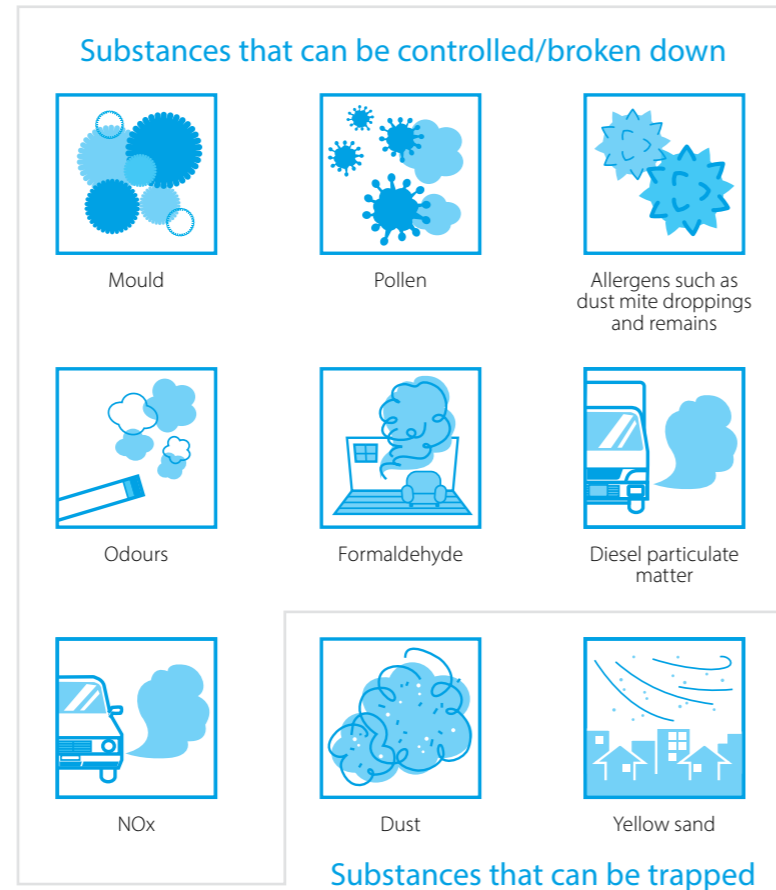 Substances that can be controlled/broken down
Mould
Pollen
Allergens such as
dust mite droppings
and remains
Odours
Formaldehyde
Diesel particulate
matter
NOx
Dust
Yellow sand
Substances that can be trapped